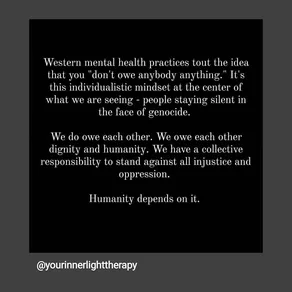 Western mental health practices tout the idea
that you "don't owe anybody anything." It's
this individualistic mindset at the center of
what we are seeing - people staying silent in
the face of genocide.
We do owe each other. We owe each other
dignity and humanity. We have a collective
responsibility to stand against all injustice and
oppression.
Humanity depends on it.
@yourinnerlighttherapy